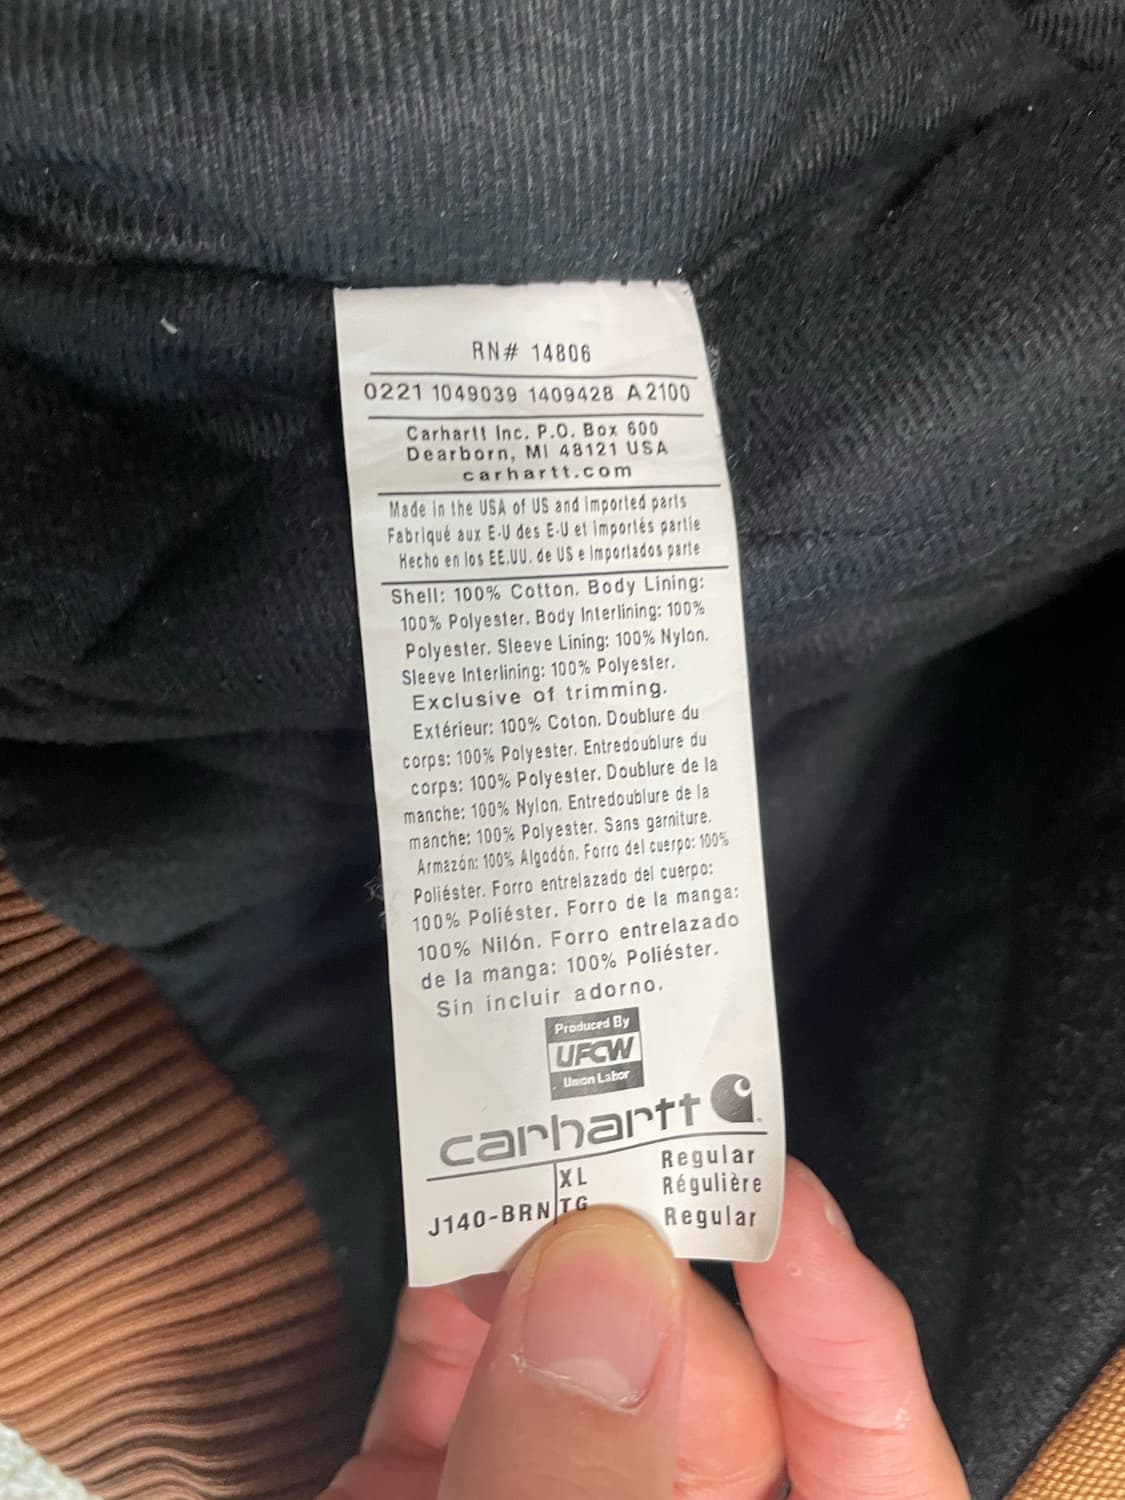 RN# 14806
0221 1049039 1409428 A2100
Carhartt Inc. P.O. Box 600
Dearborn, MI 48121 USA
carhartt.com
Made in the USA of US and imported parts
Fabriqué aux E-U des E-U et importés partie
Hecho en los EE.UU. de US e importados parte
Shell: 100% Cotton. Body Lining:
100% Polyester. Body Interlining: 100%
Polyester. Sleeve Lining: 100% Nylon.
Sleeve Interlining: 100% Polyester.
Exclusive of trimming.
Extérieur: 100% Coton. Doublure du
corps: 100% Polyester. Entredoublure du
corps: 100% Polyester. Doublure de la
manche: 100% Nylon. Entredoublure de la
manche: 100% Polyester. Sans garniture.
Armazón: 100% Algodón. Forro del cuerpo: 100%
Poliéster. Forro entrelazado del cuerpo:
100% Poliéster. Forro de la manga:
100% Nilón. Forro entrelazado
de la manga: 100% Poliéster.
Sin incluir adorno.
Produced By
UFCW
Union Labor
carhartt
XL Regular
Régulière
J140-BRN TG Regular